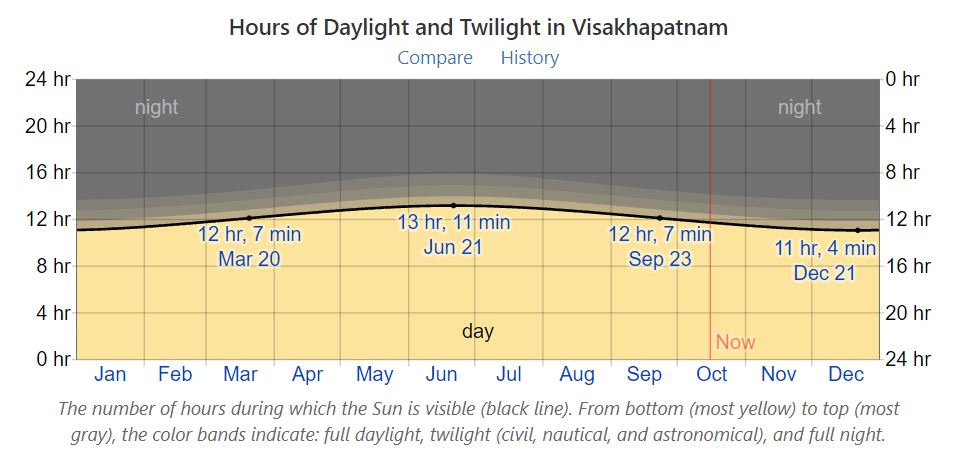 Hours of Daylight and Twilight in Visakhapatnam
Compare History
24 hr 0 hr
night night
20 hr 4 hr
16 hr 8 hr
12 hr 12 hr
12 hr, 7 min 13 hr, 11 min 12 hr, 7 min 11 hr, 4 min
Mar 20 Jun 21 Sep 23 Dec 21
8 hr 16 hr
4 hr 20 hr
day
Now
0 hr 24 hr
Jan Feb Mar Apr May Jun Jul Aug Sep Oct Nov Dec
The number of hours during which the Sun is visible (black line). From bottom (most yellow) to top (most
gray), the color bands indicate: full daylight, twilight (civil, nautical, and astronomical), and full night.